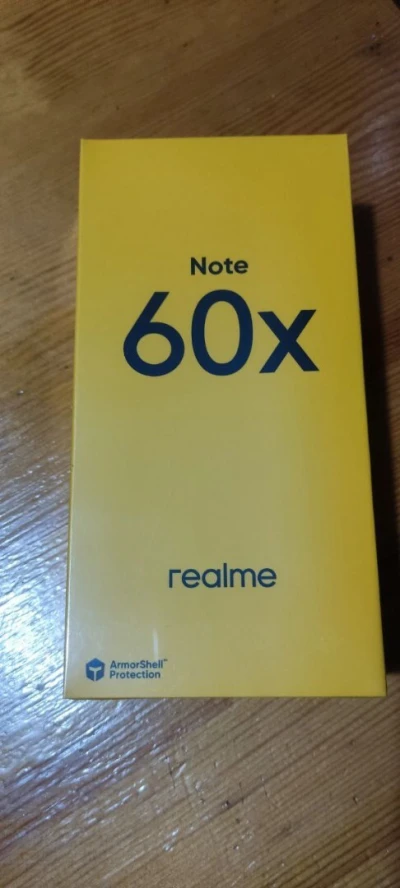 Note
60x
realme
ArmorShell™
Protection